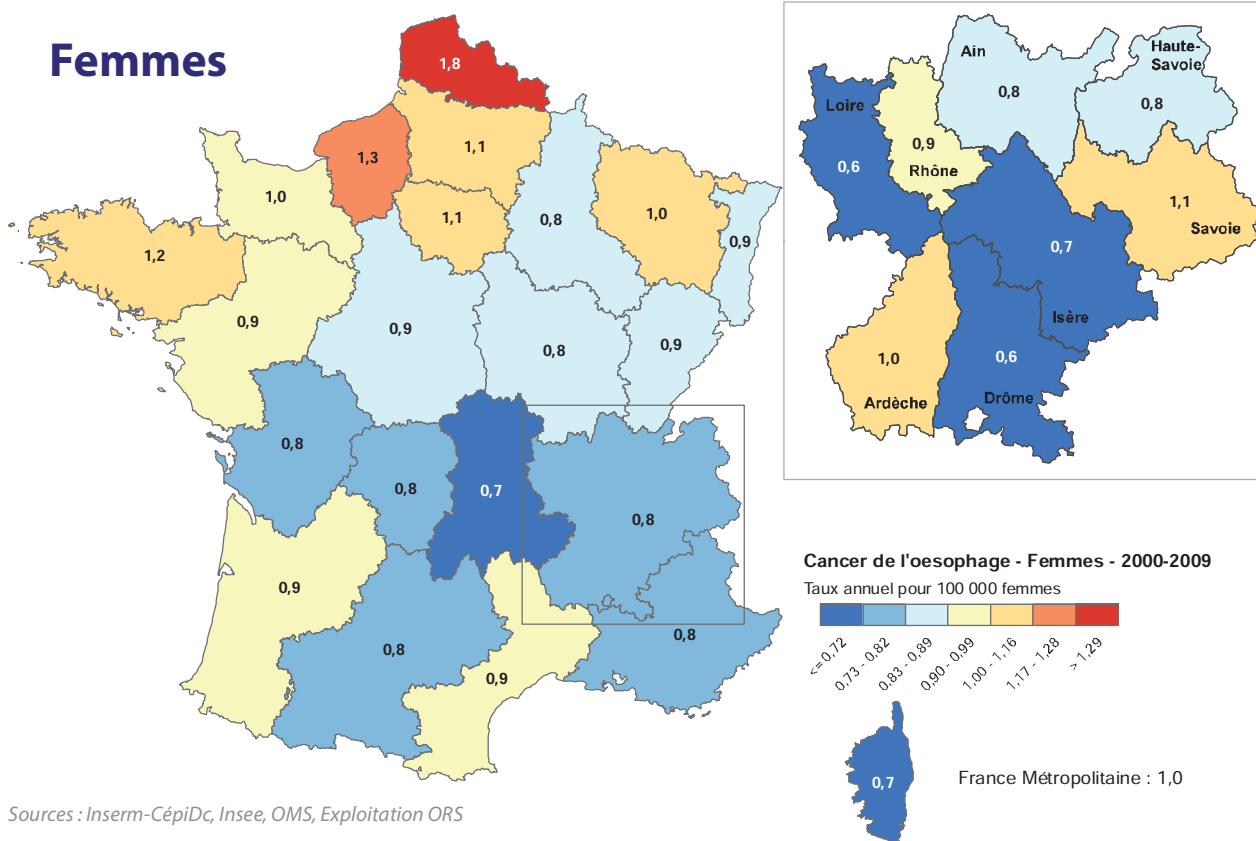 Femmes
1,8
1,3
1,1
1,0
1,1
0,8
1,0
0,9
1,2
0,9
0,9
0,8
0,9
0,8
0,8
0,7
0,8
0,9
0,8
0,9
0,8
Ain
Haute-
Savoie
0,8
0,8
Loire
0,9
Rhône
0,6
1,1
Savoie
0,7
Isère
1,0
Ardèche
0,6
Drôme
Cancer de l'oesophage - Femmes - 2000-2009
Taux annuel pour 100 000 femmes
<= 0,72
0,73 - 0,82
0,83 - 0,89
0,90 - 0,99
1,00 - 1,16
1,17 - 1,28
> 1,29
0,7
France Métropolitaine : 1,0
Sources : Inserm-CépiDc, Insee, OMS, Exploitation ORS